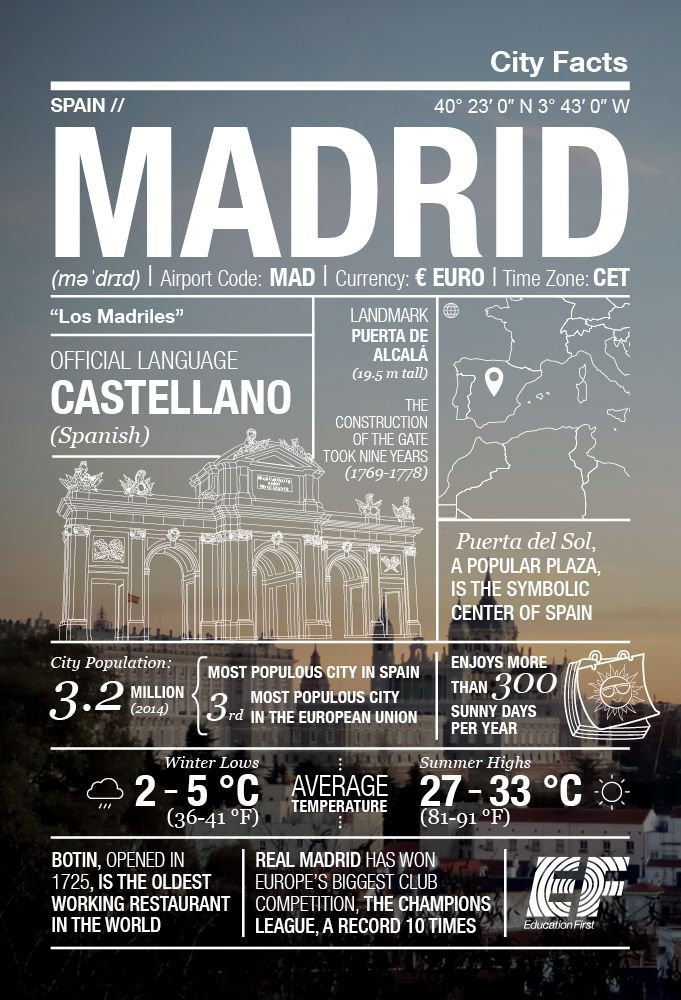 City Facts
SPAIN //
40° 23′ 0″ N 3° 43′ 0″ W
MADRID
(mə ˈdrɪd) | Airport Code: MAD | Currency: € EURO | Time Zone: CET
“Los Madriles”
OFFICIAL LANGUAGE
CASTELLANO
(Spanish)
LANDMARK
PUERTA DE
ALCALÁ
(19.5 m tall)
THE
CONSTRUCTION
OF THE GATE
TOOK NINE YEARS
(1769-1778)
Puerta del Sol,
A POPULAR PLAZA,
IS THE SYMBOLIC
CENTER OF SPAIN
City Population:
3.2 MILLION
(2014)
MOST POPULOUS CITY IN SPAIN
3rd MOST POPULOUS CITY
IN THE EUROPEAN UNION
ENJOYS MORE
THAN 300
SUNNY DAYS
PER YEAR
Winter Lows
2 - 5 °C
(36-41 °F)
AVERAGE
TEMPERATURE
Summer Highs
27 - 33 °C
(81-91 °F)
BOTIN, OPENED IN
1725, IS THE OLDEST
WORKING RESTAURANT
IN THE WORLD
REAL MADRID HAS WON
EUROPE’S BIGGEST CLUB
COMPETITION, THE CHAMPIONS
LEAGUE, A RECORD 10 TIMES
EF
Education First